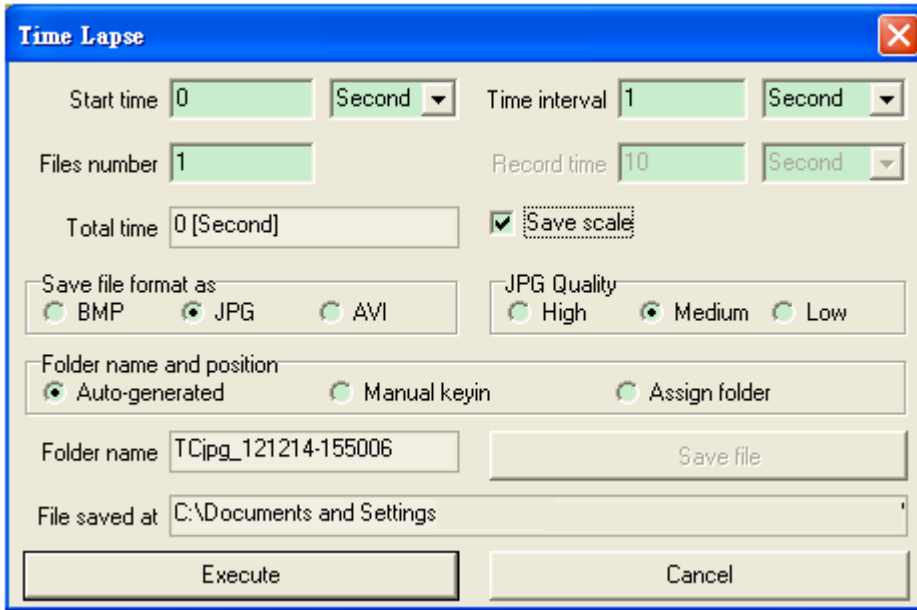 Time Lapse
Start time 0 Second Time interval 1 Second
Files number 1 Record time 10 Second
Total time 0 [Second] Save scale
Save file format as JPG Quality
BMP JPG AVI High Medium Low
Folder name and position
Auto-generated Manual keyin Assign folder
Folder name TCjpg_121214-155006 Save file
File saved at C:\Documents and Settings '
Execute Cancel